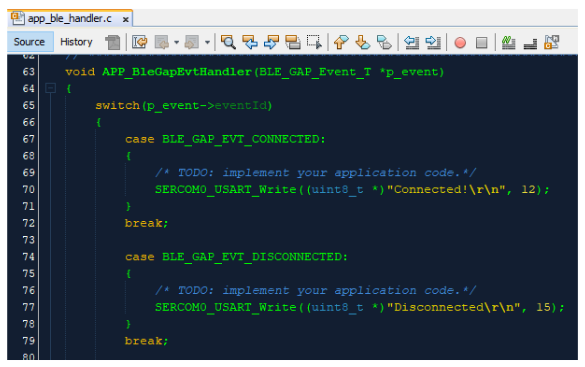 app_ble_handler.c x
Source History
62 //
63 void APP_BleGapEvtHandler(BLE_GAP_Event_T *p_event)
64 {
65 switch(p_event->eventId)
66 {
67 case BLE_GAP_EVT_CONNECTED:
68 {
69 /* TODO: implement your application code.*/
70 SERCOM0_USART_Write((uint8_t *)"Connected!\r\n", 12);
71 }
72 break;
73
74 case BLE_GAP_EVT_DISCONNECTED:
75 {
76 /* TODO: implement your application code.*/
77 SERCOM0_USART_Write((uint8_t *)"Disconnected\r\n", 15);
78 }
79 break;
80